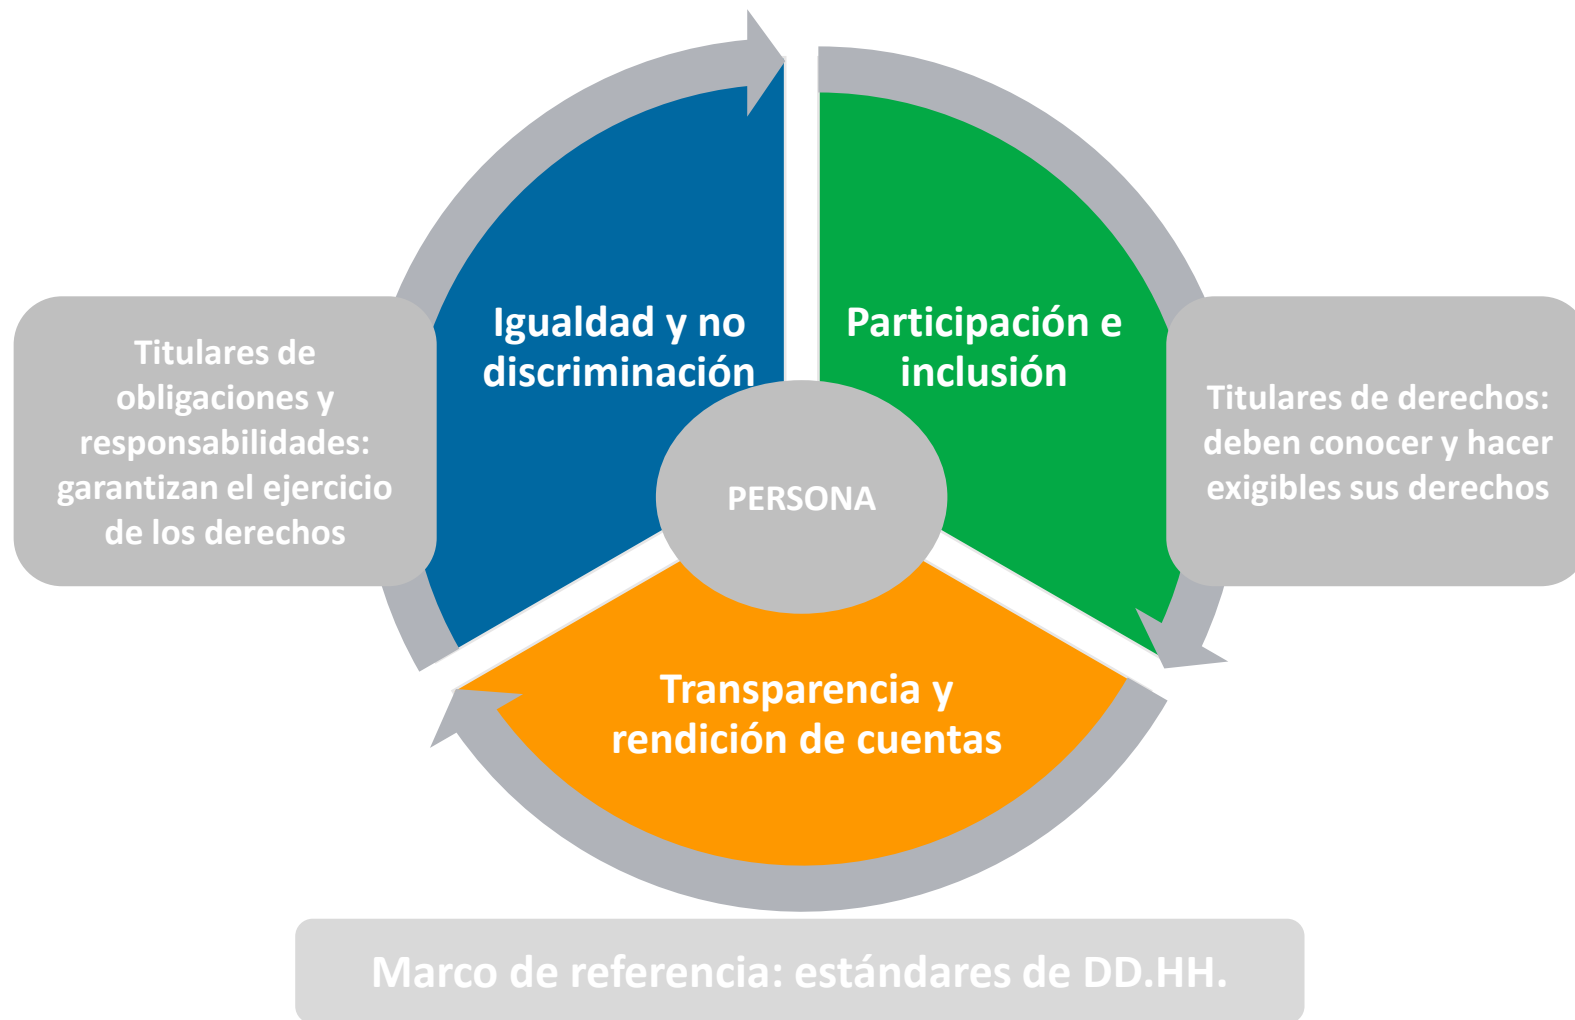 Igualdad y no
discriminación
Participación e
inclusión
Titulares de
obligaciones y
responsabilidades:
garantizan el ejercicio
de los derechos
PERSONA
Titulares de derechos:
deben conocer y hacer
exigibles sus derechos
Transparencia y
rendición de cuentas
Marco de referencia: estándares de DD.HH.